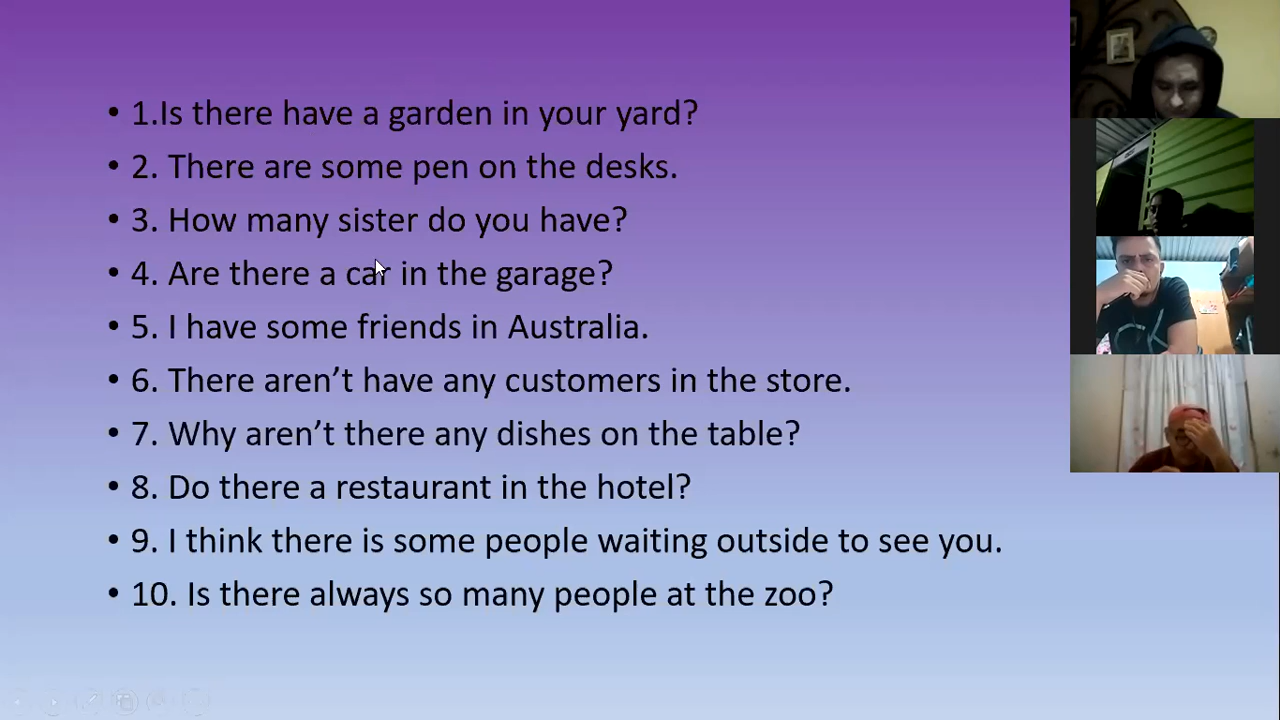 • 1.Is there have a garden in your yard?
• 2. There are some pen on the desks.
• 3. How many sister do you have?
• 4. Are there a car in the garage?
• 5. I have some friends in Australia.
• 6. There aren’t have any customers in the store.
• 7. Why aren’t there any dishes on the table?
• 8. Do there a restaurant in the hotel?
• 9. I think there is some people waiting outside to see you.
• 10. Is there always so many people at the zoo?